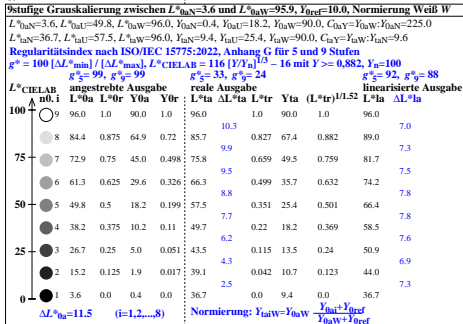 9stufige Grauskalierung zwischen L*0aN=3.6 und L*0aW=95.9, Y0ref=10.0, Normierung Weiß W
L*0aN=3.6, L*0aU=49.8, L*0aW=96.0, Y0aN=0.4, Y0aU=18.2, Y0aW=90.0, C0aY=Y0aW:Y0aN=225.0
L*taN=36.7, L*taU=57.5, L*taW=96.0, YtaN=9.4, YtaU=25.4, YtaW=90.0, CtaY=YtaW:YtaN=9.6
Regularitätsindex nach ISO/IEC 15775:2022, Anhang G für 5 und 9 Stufen
g* = 100 [ΔL*min] / [ΔL*max], L*CIELAB = 116 [Y/Yn]1/3 − 16 mit Y >= 0,882, Yn=100
g*5= 99, g*9= 99 g*5= 33, g*9= 24 g*5= 92, g*9= 88
L*CIELAB angestrebte Ausgabe reale Ausgabe linearisierte Ausgabe
n0. i L*0a L*0r Y0a Y0r L*ta ΔL*ta L*tr Yta (L*tr)1/1.52 L*la ΔL*la
100 9 96.0 1.0 90.0 1.0 96.0 1.0 90.0 1.0 96.0
10.3 7.0
8 84.4 0.875 64.9 0.72 85.7 0.827 67.4 0.882 89.0
9.9 7.3
75 7 72.9 0.75 45.0 0.498 75.8 0.659 49.5 0.759 81.7
9.5 7.5
6 61.3 0.625 29.6 0.326 66.3 0.499 35.7 0.632 74.2
8.8 7.8
50 5 49.8 0.5 18.2 0.199 57.5 0.351 25.4 0.501 66.4
7.7 7.8
4 38.2 0.375 10.2 0.11 49.7 0.22 18.2 0.369 58.5
6.2 7.6
25 3 26.7 0.25 5.0 0.051 43.5 0.115 13.5 0.24 50.9
4.3 6.9
2 15.2 0.125 1.9 0.017 39.1 0.042 10.7 0.123 44.0
2.5 7.3
0 1 3.6 0.0 0.4 0.0 36.7 0.0 9.4 0.0 36.7
ΔL*0a=11.5 (i=1,2,...,8) Normierung: YtaiW=Y0aW Y0ai+Y0ref
Y0aW+Y0ref